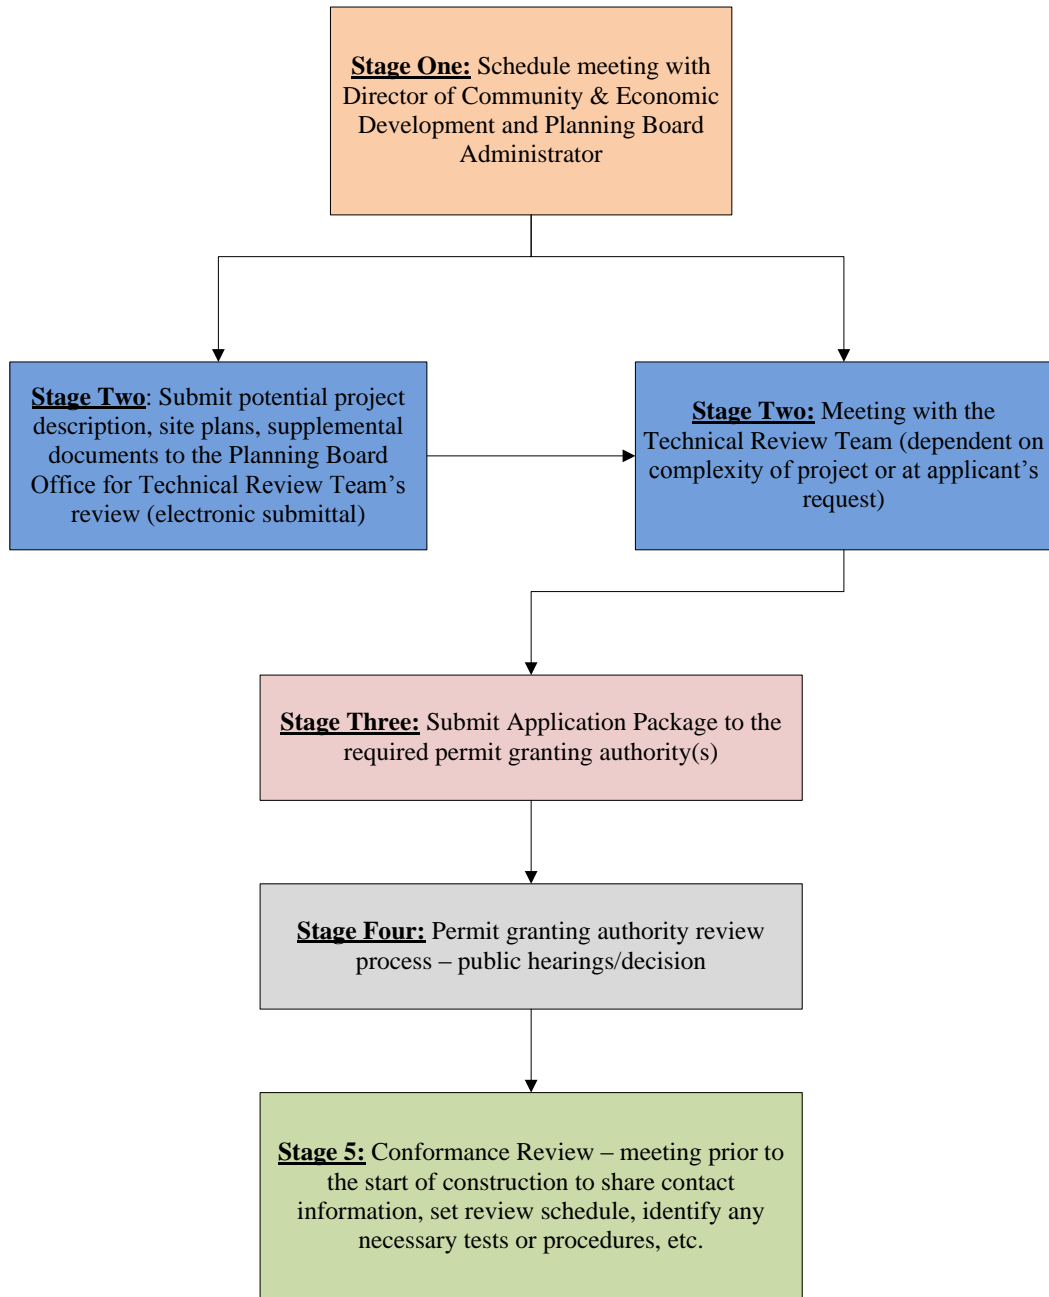 Stage One: Schedule meeting with
Director of Community & Economic
Development and Planning Board
Administrator
Stage Two: Submit potential project
description, site plans, supplemental
documents to the Planning Board
Office for Technical Review Team’s
review (electronic submittal)
Stage Two: Meeting with the
Technical Review Team (dependent on
complexity of project or at applicant’s
request)
Stage Three: Submit Application Package to the
required permit granting authority(s)
Stage Four: Permit granting authority review
process – public hearings/decision
Stage 5: Conformance Review – meeting prior to
the start of construction to share contact
information, set review schedule, identify any
necessary tests or procedures, etc.